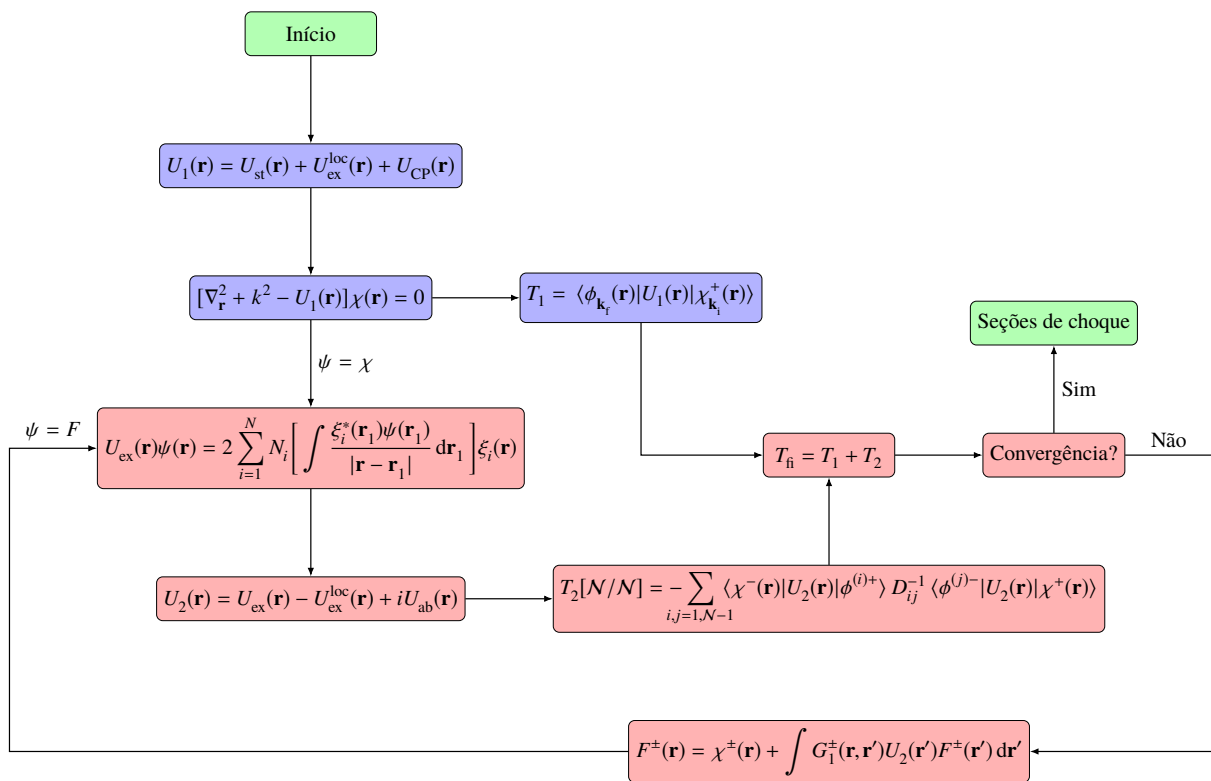 Início
U_1(𝐫) = U_st(𝐫) + U_ex^loc(𝐫) + U_CP(𝐫)
[∇_𝐫^2 + k^2 − U_1(𝐫)]χ(𝐫) = 0
T_1 = ⟨ϕ_{𝐤_f}(𝐫)|U_1(𝐫)|χ_{𝐤_i}^+(𝐫)⟩
Seções de choque
ψ = χ
Sim
ψ = F
U_ex(𝐫)ψ(𝐫) = 2 ∑_{i=1}^{N} N_i [ ∫ \frac{ξ_i^*(𝐫_1)ψ(𝐫_1)}{|𝐫 − 𝐫_1|} d𝐫_1 ] ξ_i(𝐫)
T_fi = T_1 + T_2
Convergência?
Não
U_2(𝐫) = U_ex(𝐫) − U_ex^loc(𝐫) + iU_ab(𝐫)
T_2[𝒩/𝒩] = − ∑_{i,j=1,𝒩−1} ⟨χ^−(𝐫)|U_2(𝐫)|ϕ^{(i)+}⟩ D_{ij}^{−1} ⟨ϕ^{(j)−}|U_2(𝐫)|χ^+(𝐫)⟩
F^±(𝐫) = χ^±(𝐫) + ∫ G_1^±(𝐫, 𝐫′)U_2(𝐫′)F^±(𝐫′) d𝐫′